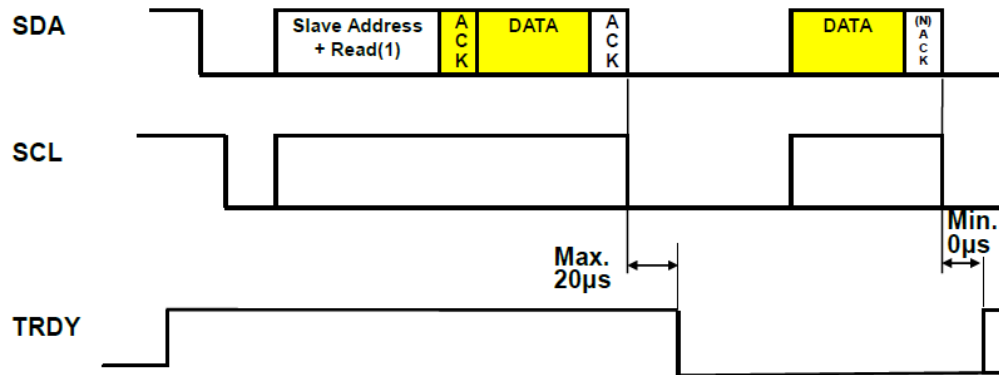 SDA
Slave Address
+ Read(1)
A
C
K
DATA
A
C
K
DATA
(N)
A
C
K
SCL
Max.
20µs
Min.
0µs
TRDY